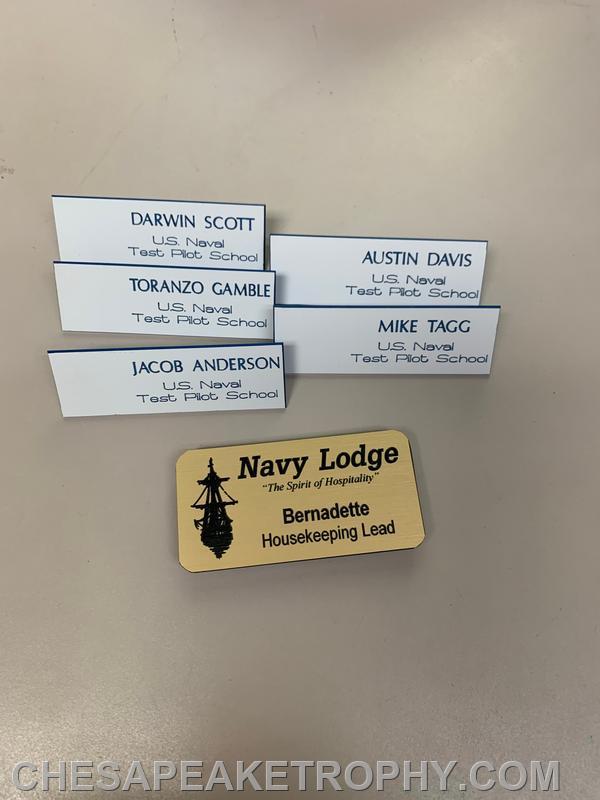 DARWIN SCOTT
U.S. Naval
Test Pilot School
TORANZO GAMBLE
U.S. Naval
Test Pilot School
JACOB ANDERSON
U.S. Naval
Test Pilot School
AUSTIN DAVIS
U.S. Naval
Test Pilot School
MIKE TAGG
U.S. Naval
Test Pilot School
Navy Lodge
"The Spirit of Hospitality"
Bernadette
Housekeeping Lead
CHESAPEAKETROPHY.COM